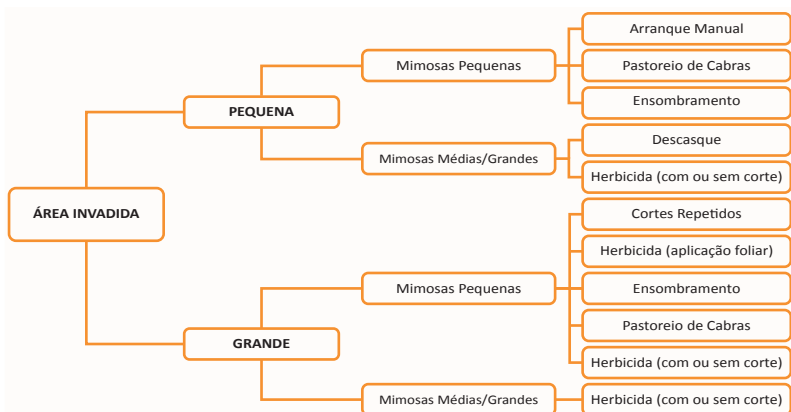 ÁREA INVADIDA
PEQUENA
Mimosas Pequenas
Arranque Manual
Pastoreio de Cabras
Ensombramento
Mimosas Médias/Grandes
Descasque
Herbicida (com ou sem corte)
GRANDE
Mimosas Pequenas
Cortes Repetidos
Herbicida (aplicação foliar)
Ensombramento
Pastoreio de Cabras
Herbicida (com ou sem corte)
Mimosas Médias/Grandes
Herbicida (com ou sem corte)